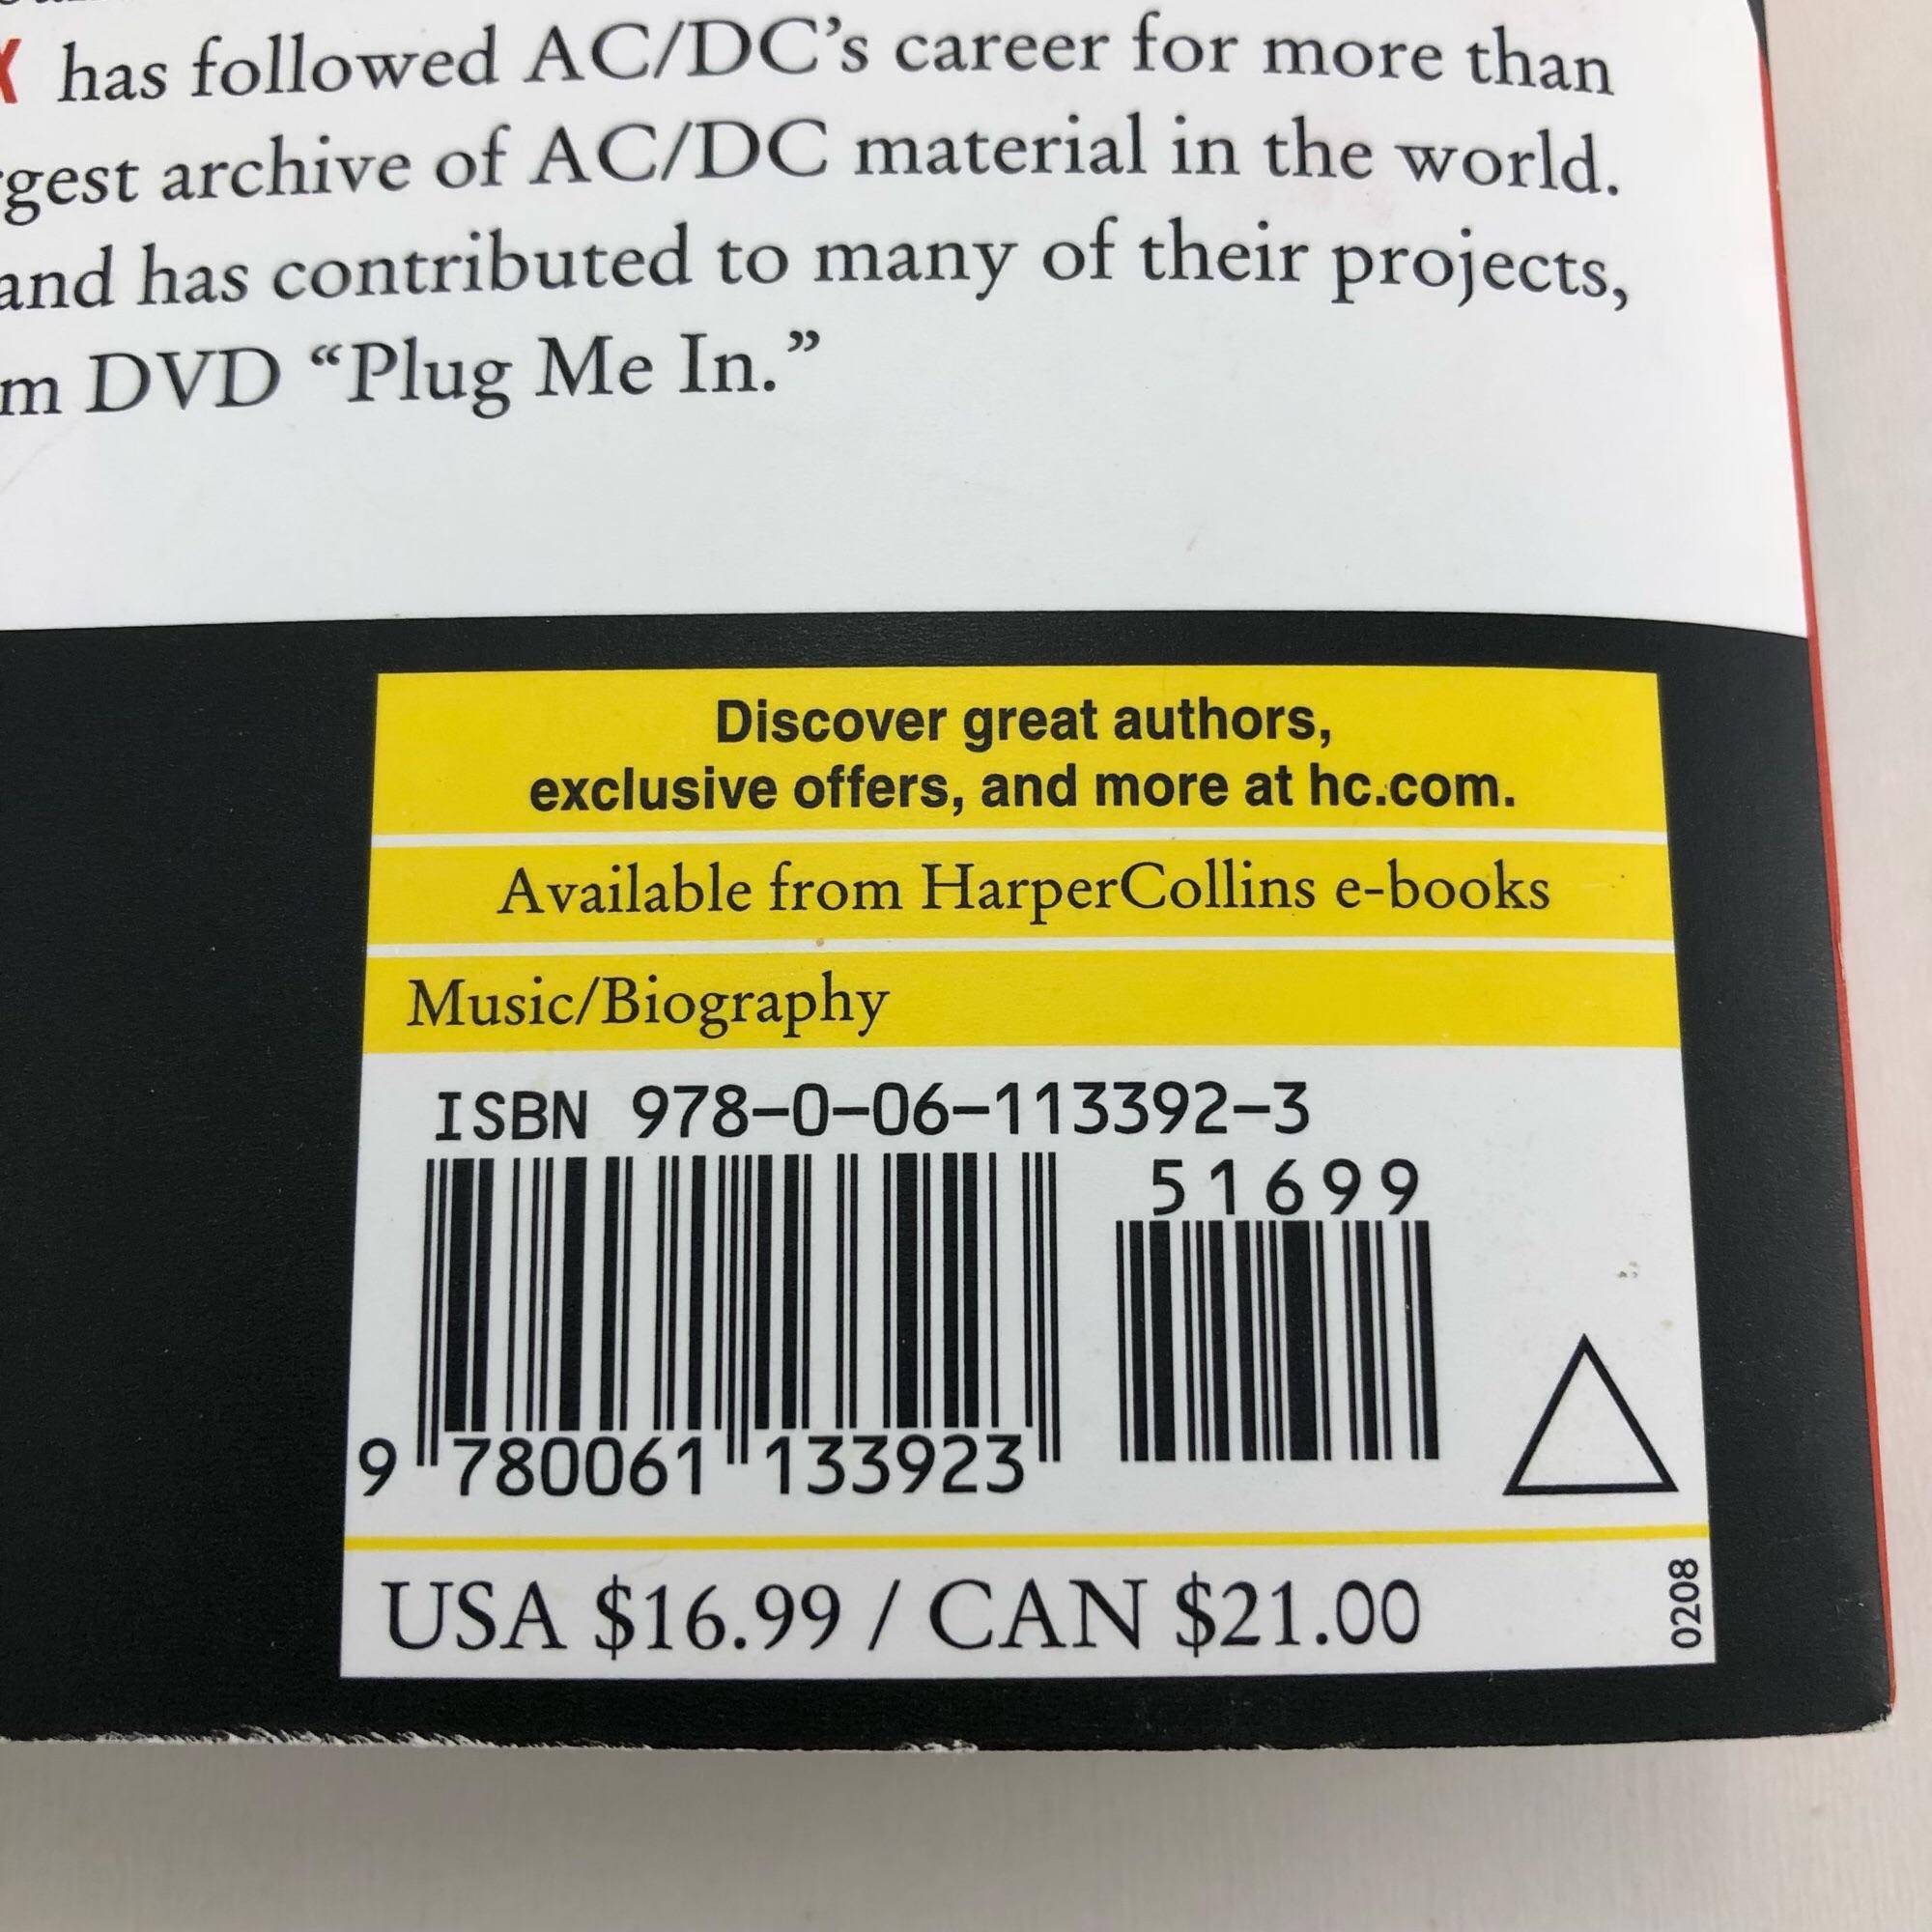 has followed AC/DC's career for more than
archive of AC/DC material in the world.
and has contributed to many of their projects,
DVD “Plug Me In.”
Discover great authors,
exclusive offers, and more at hc.com.
Available from HarperCollins e-books
Music/Biography
ISBN 978-0-06-113392-3
51699
9 780061 133923
USA $16.99 / CAN $21.00
0208